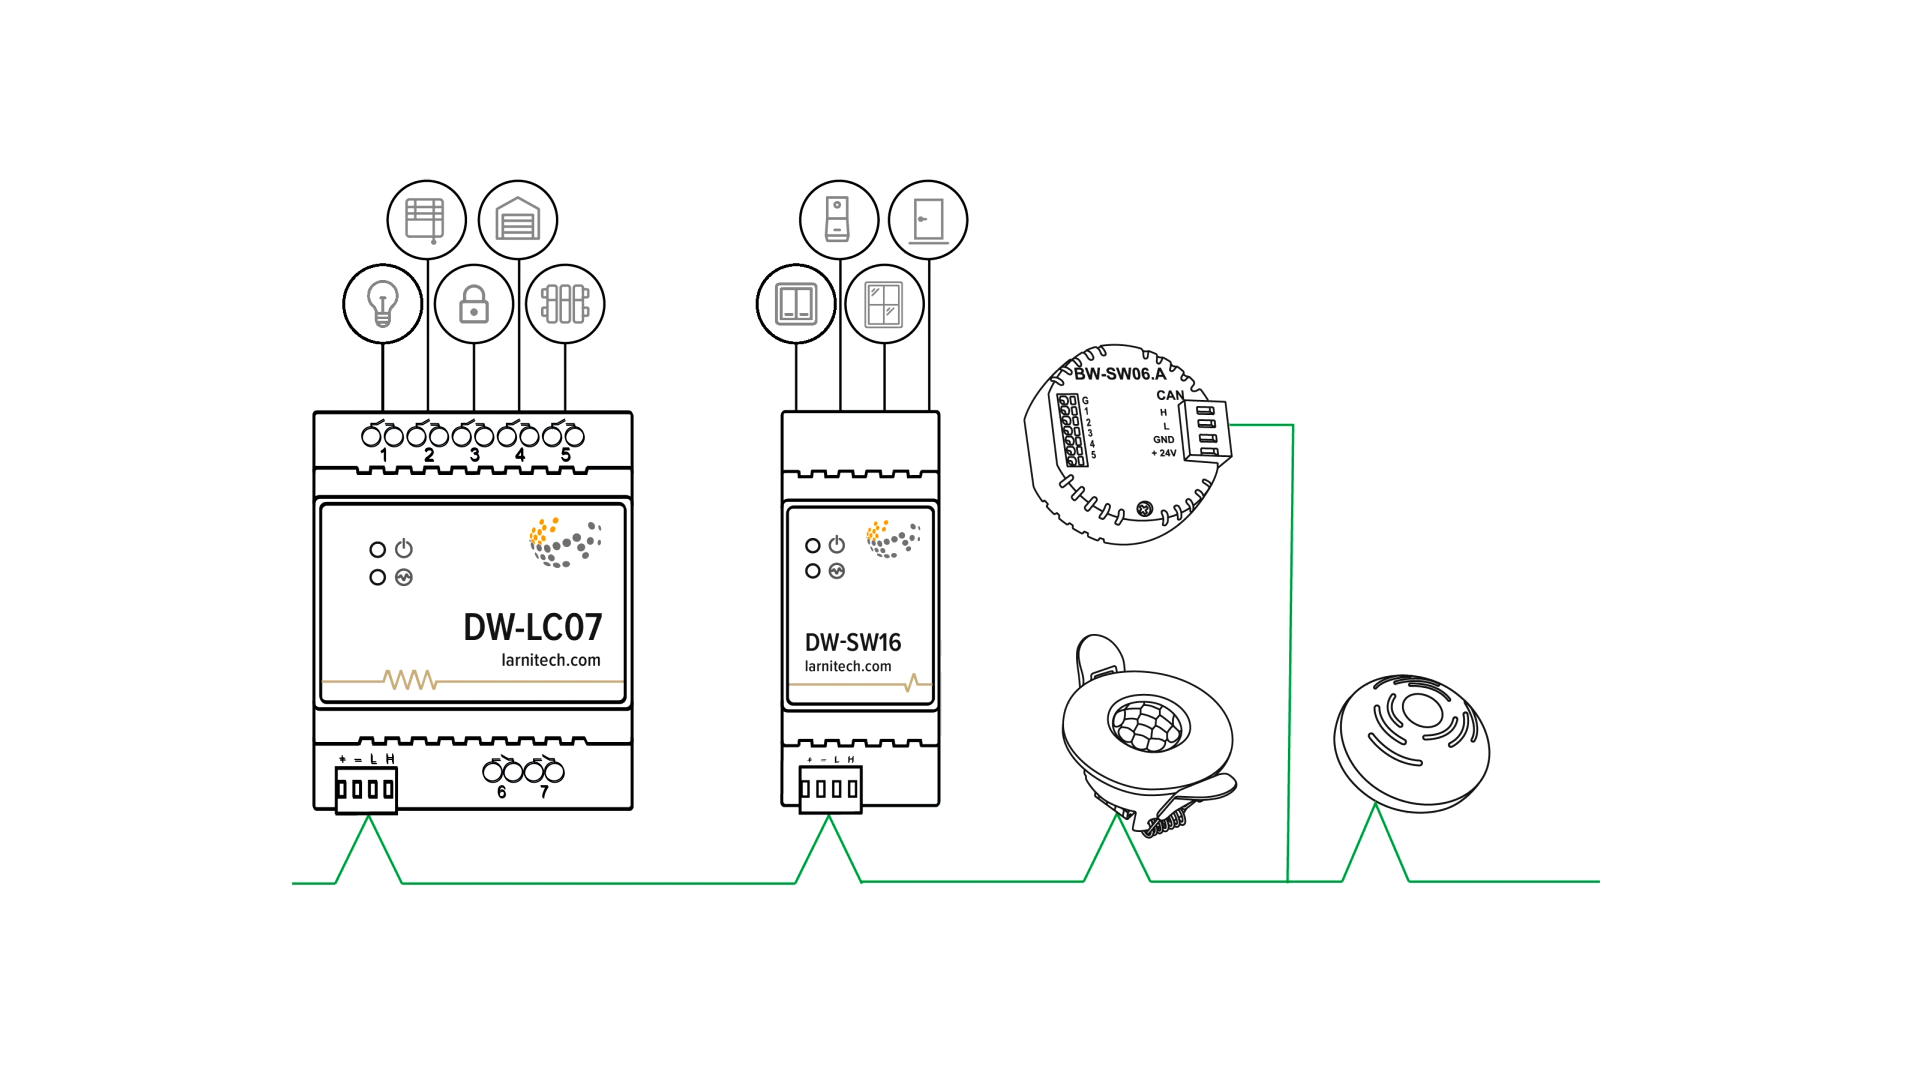 1 2 3 4 5
DW-LC07
larnitech.com
+ = L H
6 7
DW-SW16
larnitech.com
+ = L H
BW-SW06.A
CAN
G
1
2
3
4
5
H
L
GND
+ 24V